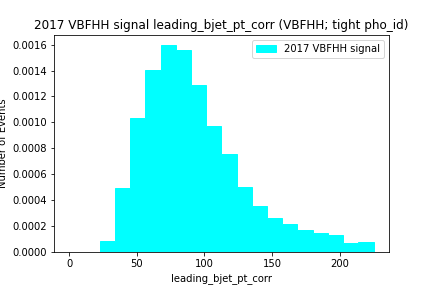 2017 VBFHH signal leading_bjet_pt_corr (VBFHH; tight pho_id)
2017 VBFHH signal
Number of Events
0.0016
0.0014
0.0012
0.0010
0.0008
0.0006
0.0004
0.0002
0.0000
0 50 100 150 200
leading_bjet_pt_corr